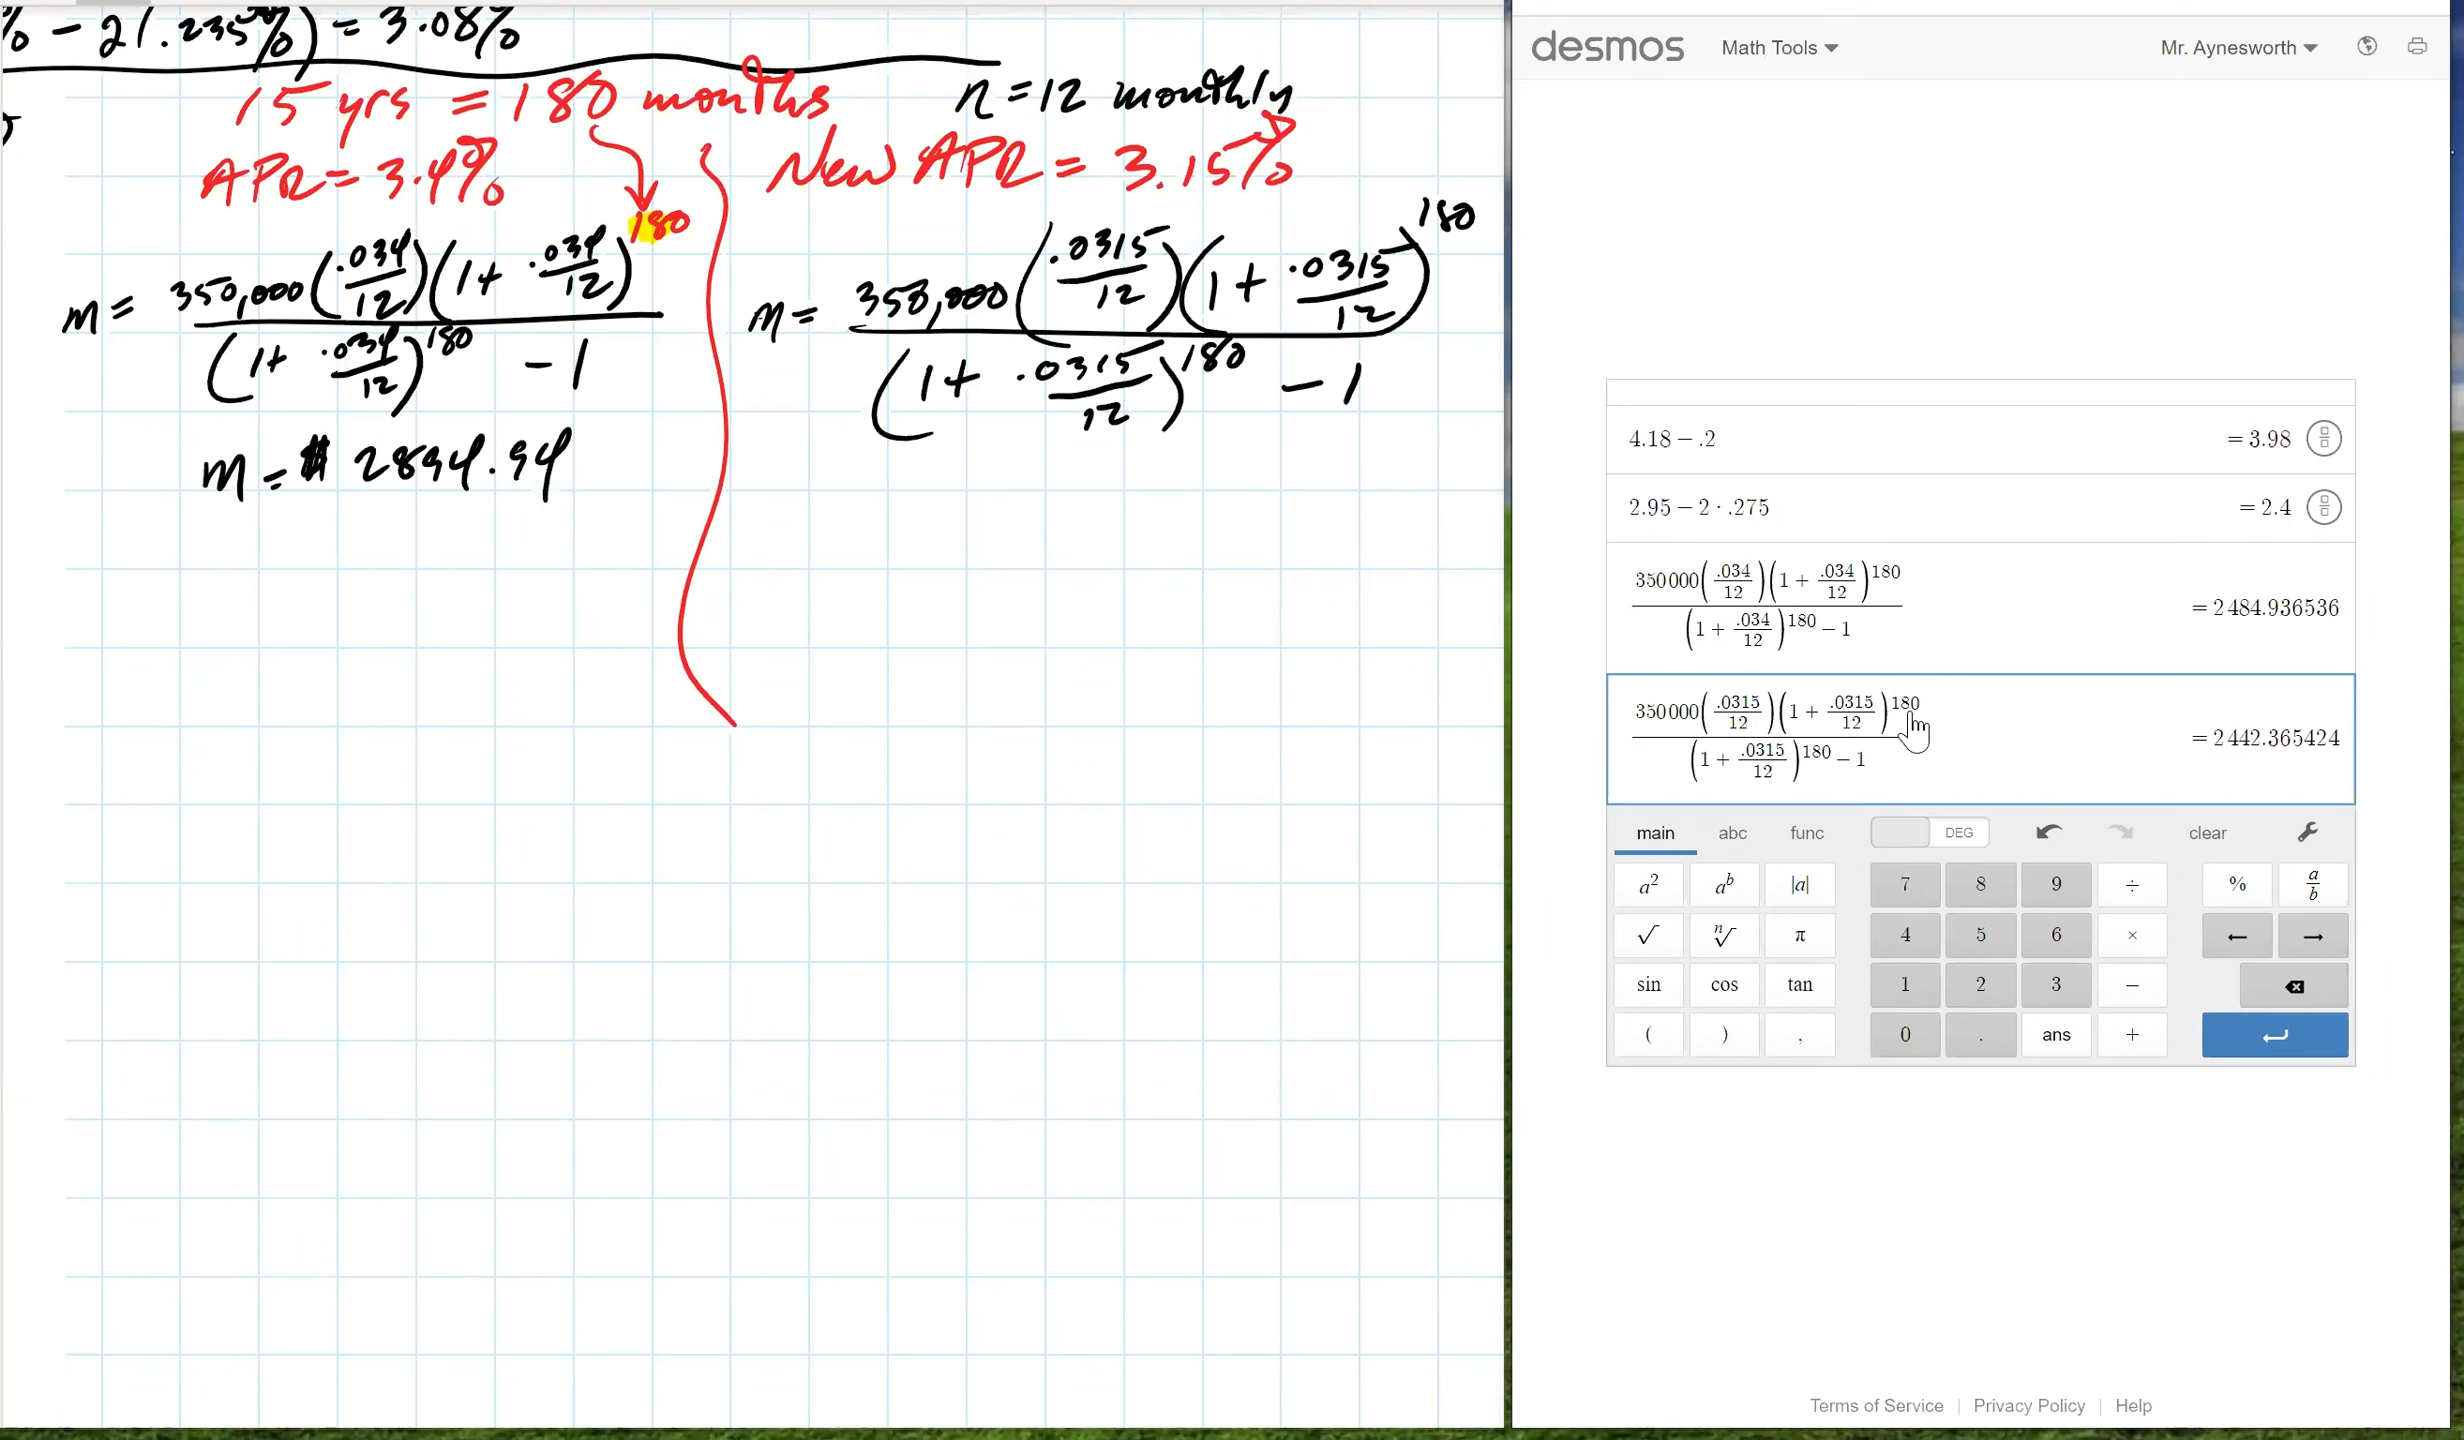 % - 21.235%) = 3.08%
15 yrs = 180 months
n = 12 monthly
APR = 3.4%
New APR = 3.15%
m = 350,000 (.034/12)(1 + .034/12)^180 / (1 + .034/12)^180 - 1
m = $ 2894.94
m = 350,000 (.0315/12)(1 + .0315/12)^180 / (1 + .0315/12)^180 - 1
desmos Math Tools Mr. Aynesworth
4.18 − .2 = 3.98
2.95 − 2 · .275 = 2.4
350000(.034/12)(1 + .034/12)^180 / (1 + .034/12)^180 − 1 = 2484.936536
350000(.0315/12)(1 + .0315/12)^180 / (1 + .0315/12)^180 − 1 = 2442.365424
main abc func DEG clear
a² a^b |a| 7 8 9 ÷ % a/b
√ ⁿ√ π 4 5 6 × ← →
sin cos tan 1 2 3 −
( ) , 0 . ans +
Terms of Service | Privacy Policy | Help